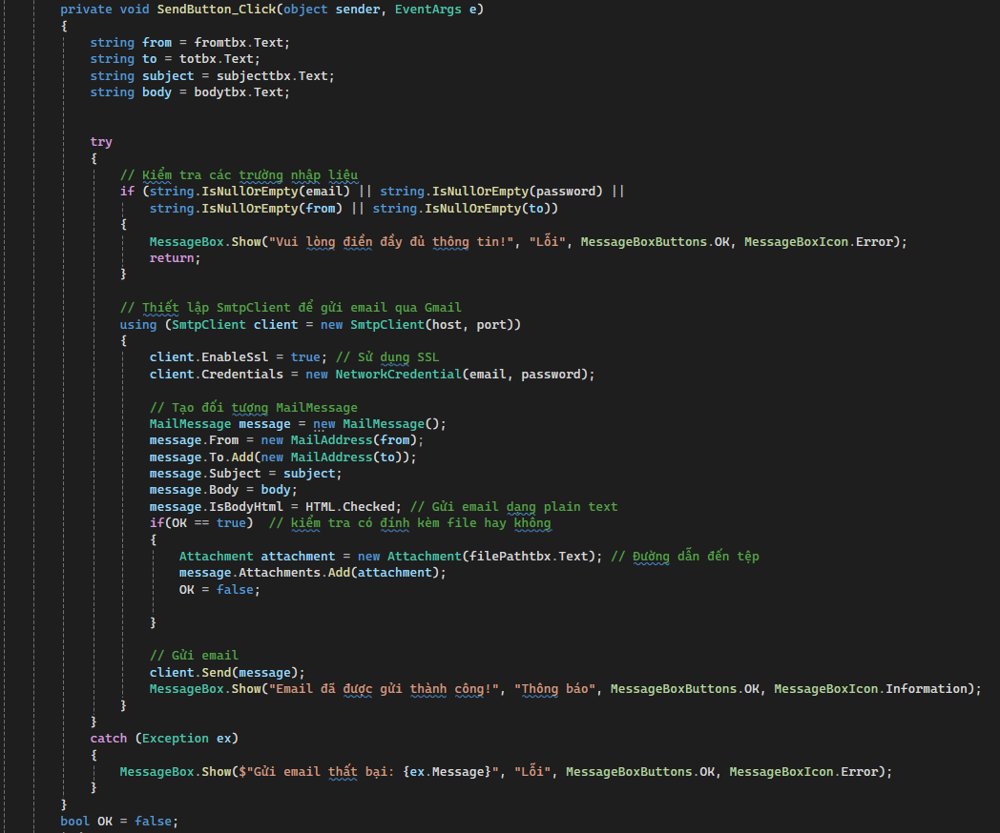 private void SendButton_Click(object sender, EventArgs e)
{
string from = fromtbx.Text;
string to = totbx.Text;
string subject = subjecttbx.Text;
string body = bodytbx.Text;
try
{
// Kiểm tra các trường nhập liệu
if (string.IsNullOrEmpty(email) || string.IsNullOrEmpty(password) ||
string.IsNullOrEmpty(from) || string.IsNullOrEmpty(to))
{
MessageBox.Show("Vui lòng điền đầy đủ thông tin!", "Lỗi", MessageBoxButtons.OK, MessageBoxIcon.Error);
return;
}
// Thiết lập SmtpClient để gửi email qua Gmail
using (SmtpClient client = new SmtpClient(host, port))
{
client.EnableSsl = true; // Sử dụng SSL
client.Credentials = new NetworkCredential(email, password);
// Tạo đối tượng MailMessage
MailMessage message = new MailMessage();
message.From = new MailAddress(from);
message.To.Add(new MailAddress(to));
message.Subject = subject;
message.Body = body;
message.IsBodyHtml = HTML.Checked; // Gửi email dạng plain text
if(OK == true)  // kiểm tra có đính kèm file hay không
{
Attachment attachment = new Attachment(filePathtbx.Text); // Đường dẫn đến tệp
message.Attachments.Add(attachment);
OK = false;
}
// Gửi email
client.Send(message);
MessageBox.Show("Email đã được gửi thành công!", "Thông báo", MessageBoxButtons.OK, MessageBoxIcon.Information);
}
}
catch (Exception ex)
{
MessageBox.Show($"Gửi email thất bại: {ex.Message}", "Lỗi", MessageBoxButtons.OK, MessageBoxIcon.Error);
}
}
bool OK = false;